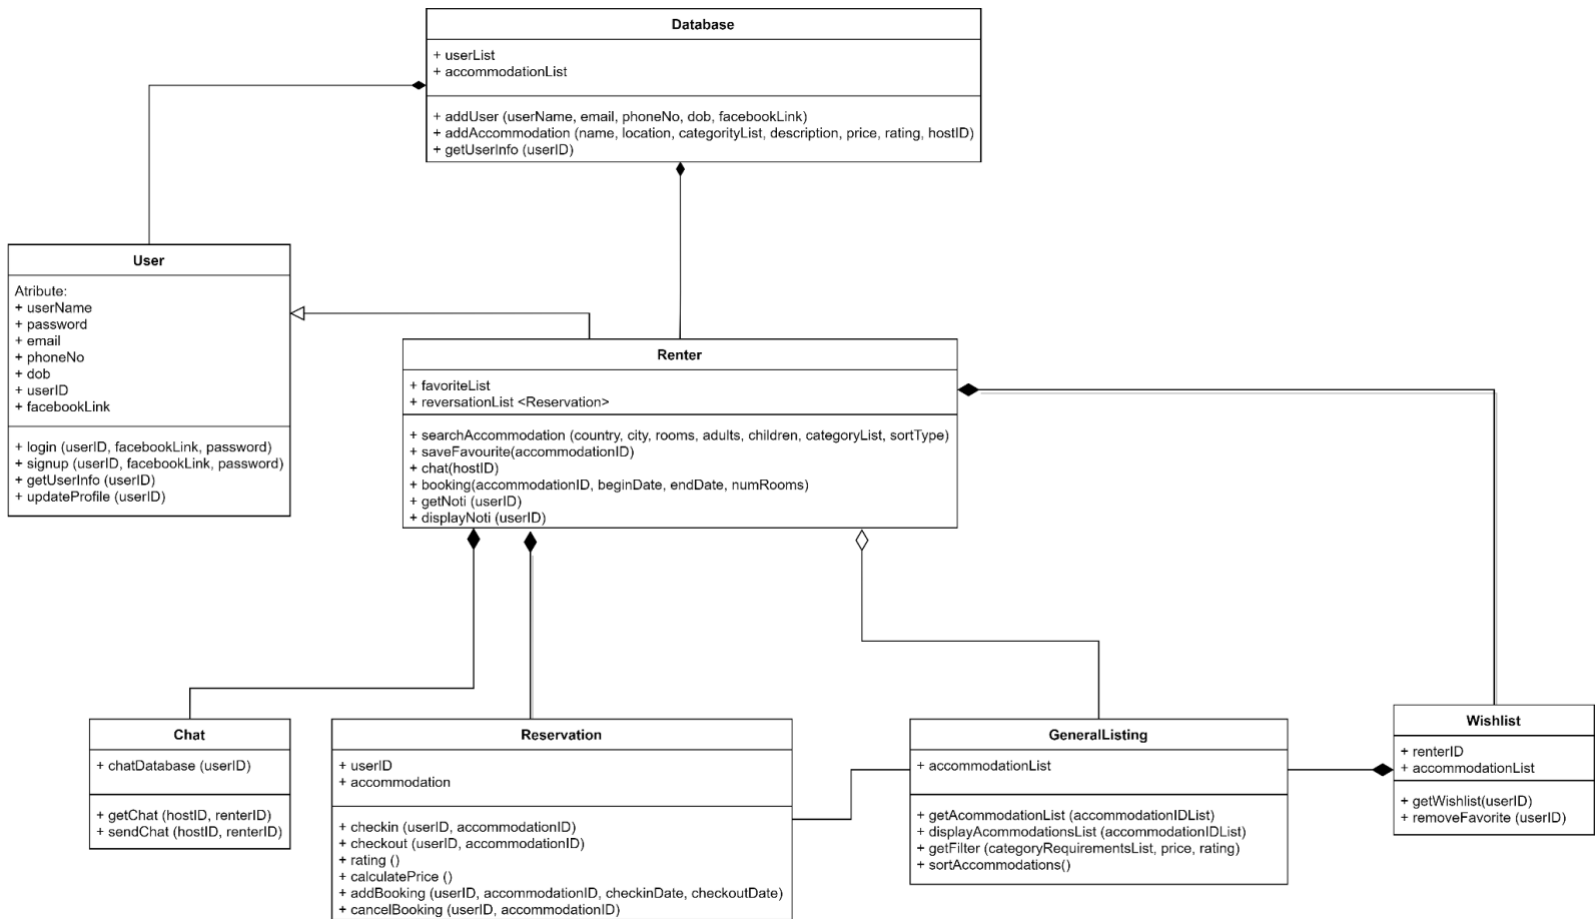 Database
+ userList
+ accommodationList
+ addUser (userName, email, phoneNo, dob, facebookLink)
+ addAccommodation (name, location, categorityList, description, price, rating, hostID)
+ getUserInfo (userID)
User
Atribute:
+ userName
+ password
+ email
+ phoneNo
+ dob
+ userID
+ facebookLink
+ login (userID, facebookLink, password)
+ signup (userID, facebookLink, password)
+ getUserInfo (userID)
+ updateProfile (userID)
Renter
+ favoriteList
+ reversationList <Reservation>
+ searchAccommodation (country, city, rooms, adults, children, categoryList, sortType)
+ saveFavourite(accommodationID)
+ chat(hostID)
+ booking(accommodationID, beginDate, endDate, numRooms)
+ getNoti (userID)
+ displayNoti (userID)
Chat
+ chatDatabase (userID)
+ getChat (hostID, renterID)
+ sendChat (hostID, renterID)
Reservation
+ userID
+ accommodation
+ checkin (userID, accommodationID)
+ checkout (userID, accommodationID)
+ rating ()
+ calculatePrice ()
+ addBooking (userID, accommodationID, checkinDate, checkoutDate)
+ cancelBooking (userID, accommodationID)
GeneralListing
+ accommodationList
+ getAcommodationList (accommodationIDList)
+ displayAcommodationsList (accommodationIDList)
+ getFilter (categoryRequirementsList, price, rating)
+ sortAccommodations()
Wishlist
+ renterID
+ accommodationList
+ getWishlist(userID)
+ removeFavorite (userID)